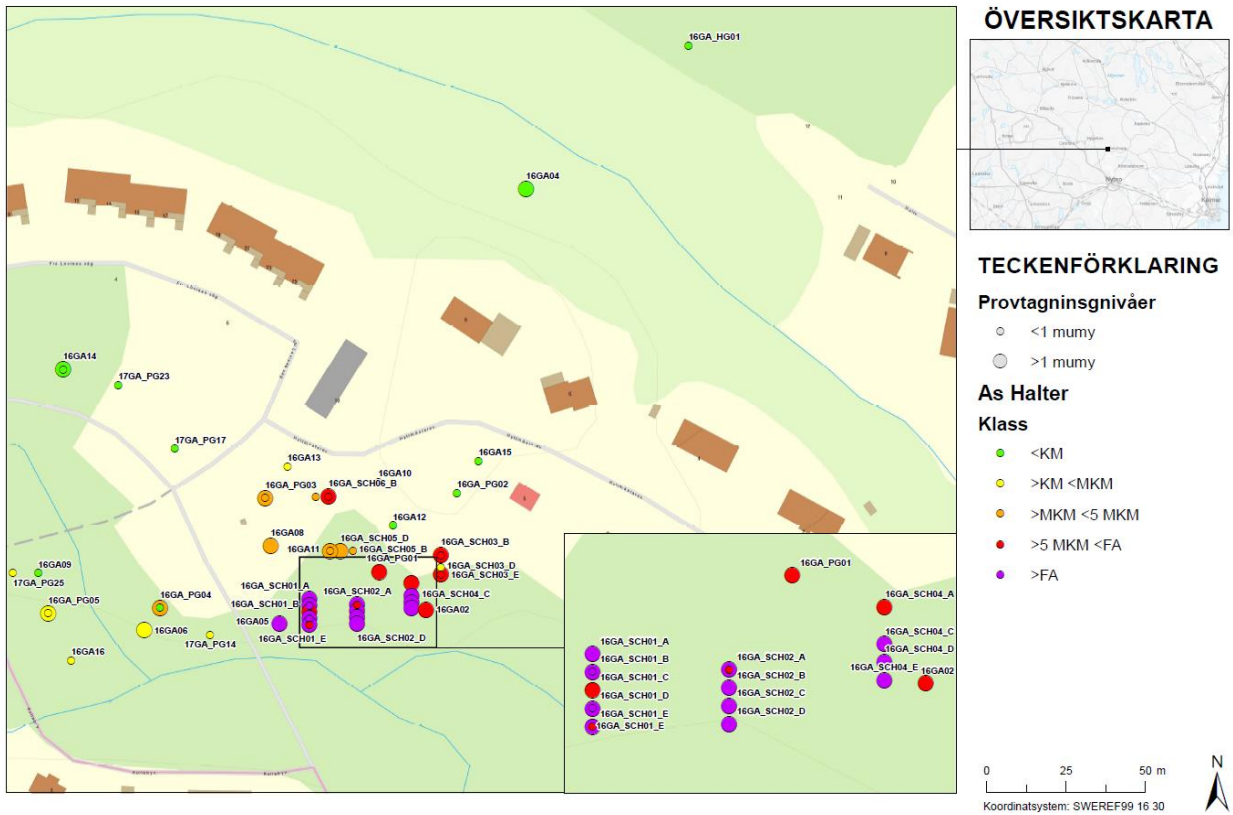 ÖVERSIKTSKARTA
Nybro
TECKENFÖRKLARING
Provtagninsgnivåer
<1 mumy
>1 mumy
As Halter
Klass
<KM
>KM <MKM
>MKM <5 MKM
>5 MKM <FA
>FA
0 25 50 m
Koordinatsystem: SWEREF99 16 30
N
16GA_HG01
16GA04
16GA14
17GA_PG23
17GA_PG17
16GA13
16GA10
16GA15
16GA_PG03
16GA_SCH06_B
16GA_PG02
16GA12
16GA08
16GA_SCH05_D
16GA11
16GA_SCH05_B
16GA_SCH03_B
16GA_PG01
16GA_SCH03_D
16GA_SCH03_E
16GA09
17GA_PG25
16GA_PG05
16GA_PG04
16GA_SCH01_A
16GA_SCH02_A
16GA_SCH04_C
16GA_SCH01_B
16GA02
16GA05
16GA06
16GA_SCH01_E
16GA_SCH02_D
17GA_PG14
16GA16
16GA_PG01
16GA_SCH04_A
16GA_SCH01_A
16GA_SCH04_C
16GA_SCH01_B
16GA_SCH02_A
16GA_SCH04_D
16GA_SCH01_C
16GA_SCH02_B
16GA_SCH04_E
16GA02
16GA_SCH01_D
16GA_SCH02_C
16GA_SCH01_E
16GA_SCH02_D